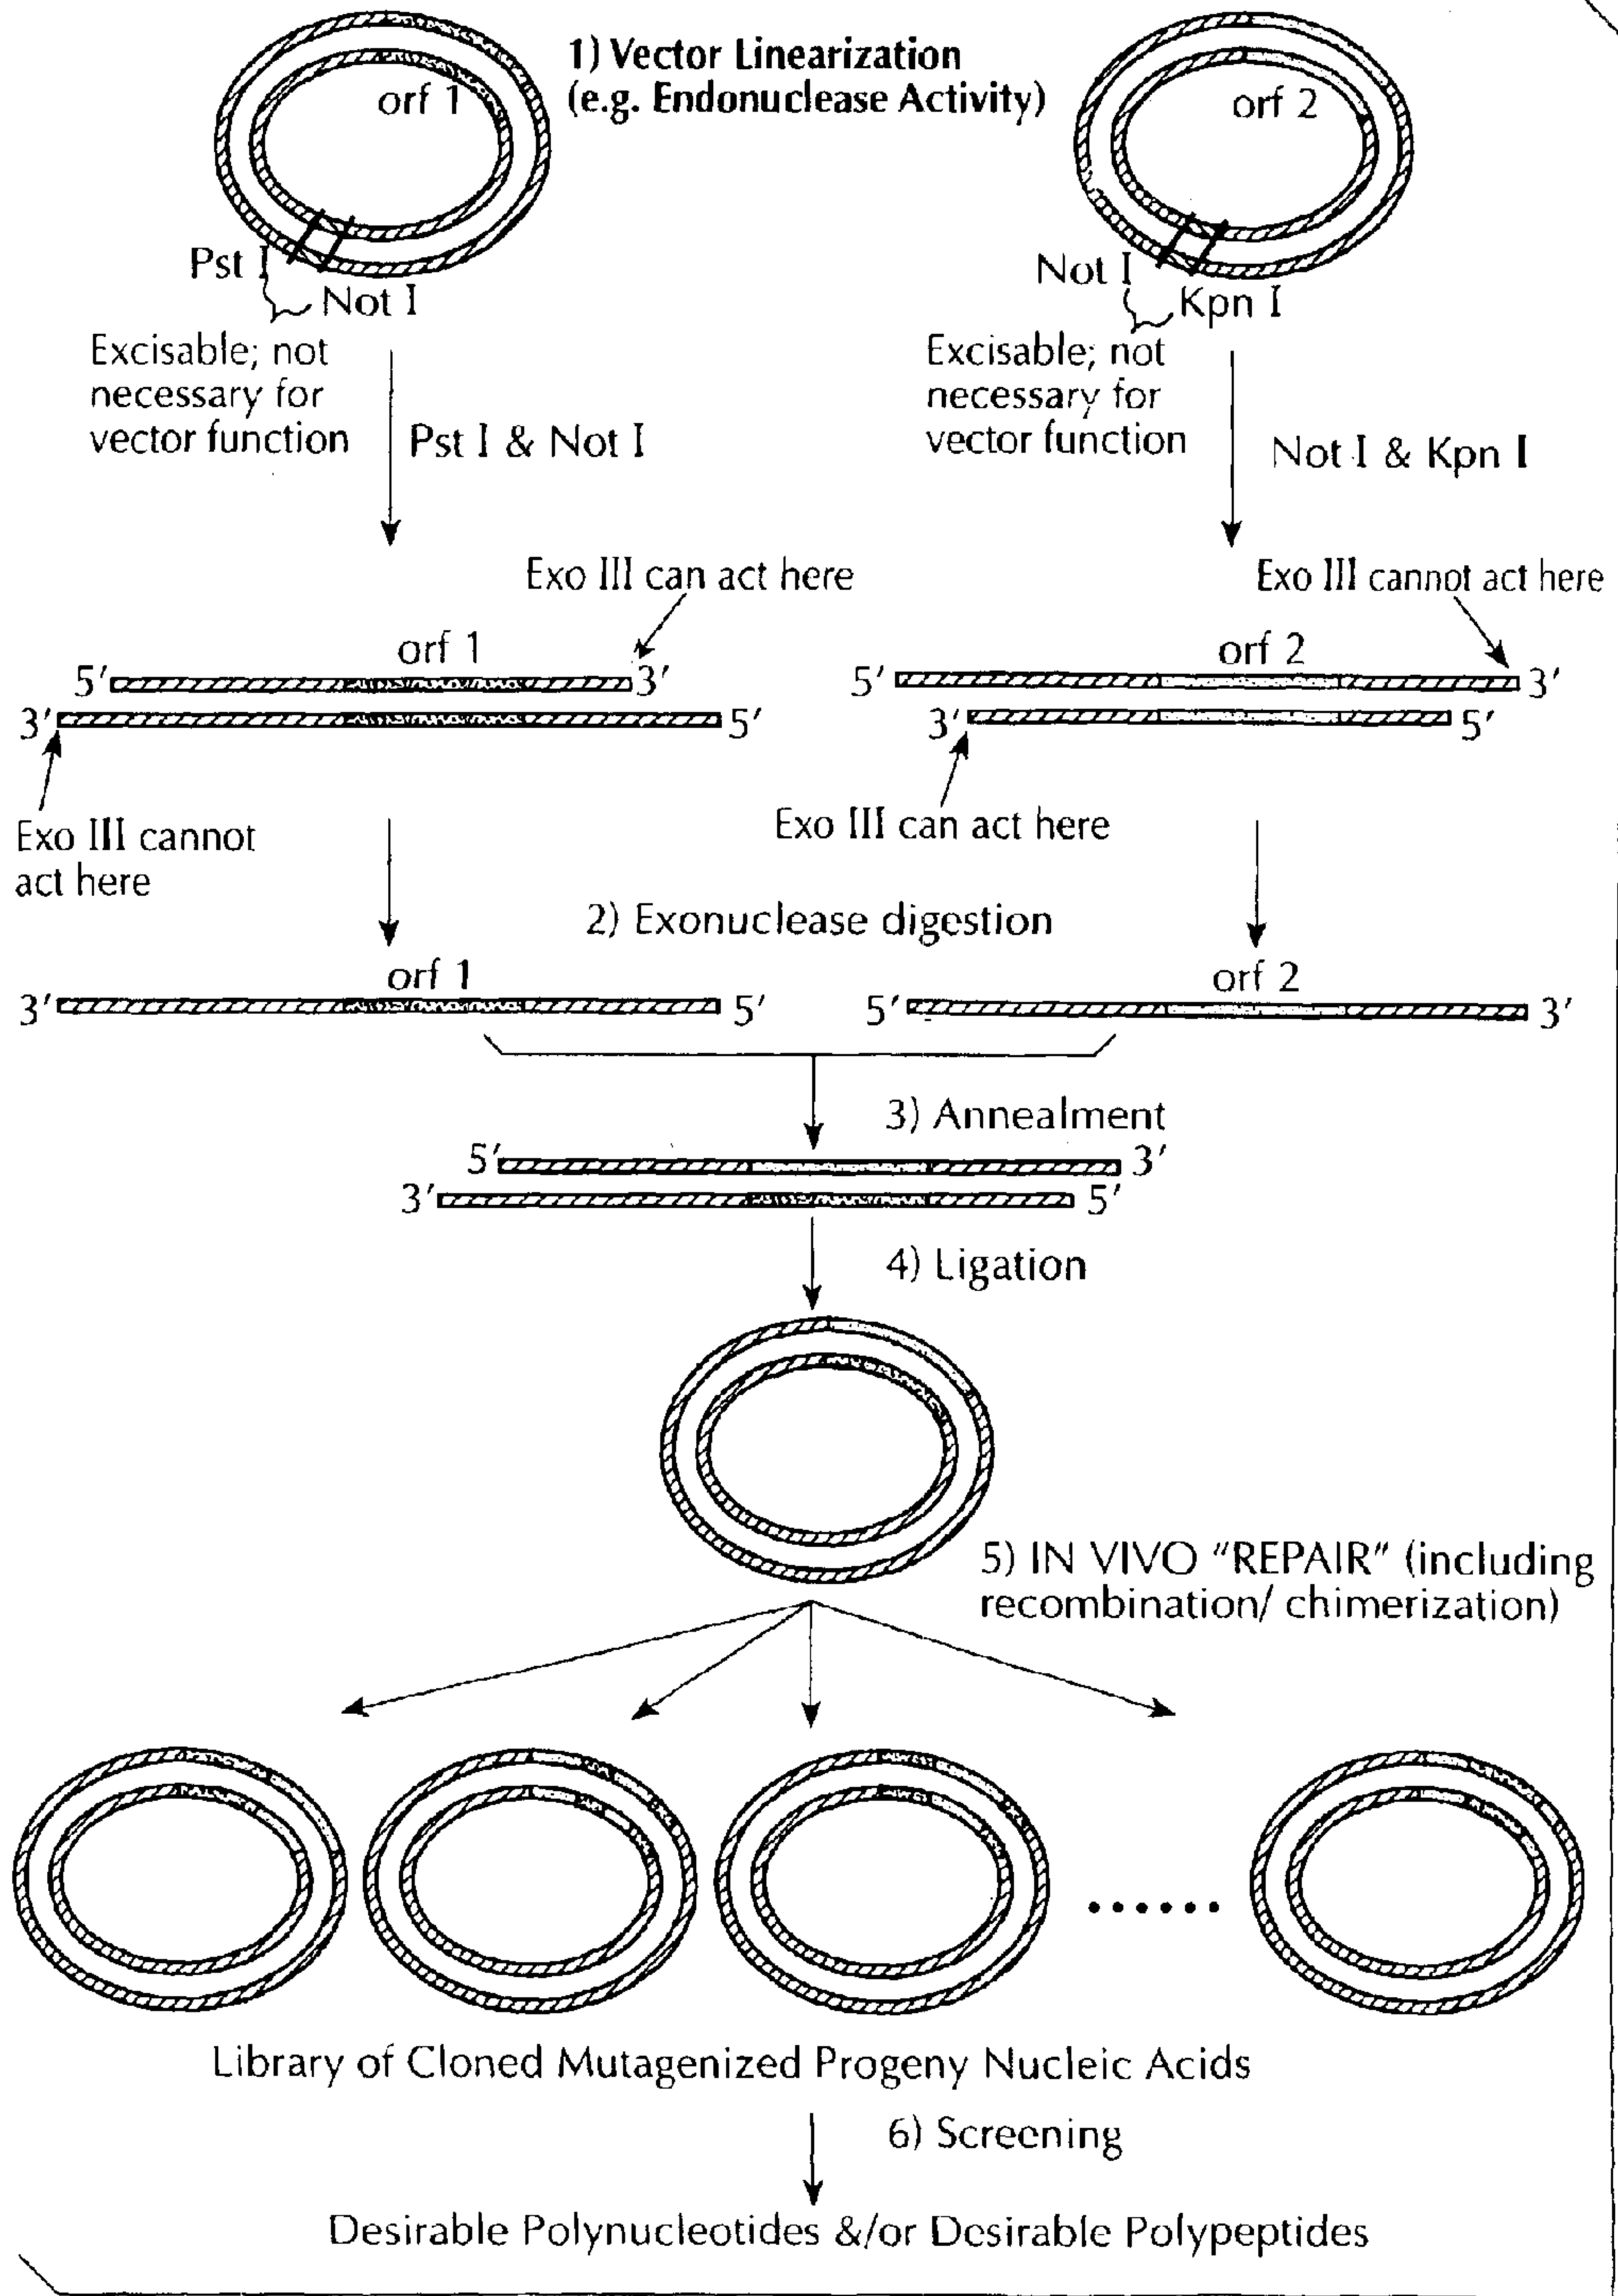 1) Vector Linearization
(e.g. Endonuclease Activity)
orf 1
orf 2
Pst I
Not I
Not I
Kpn I
Excisable; not
necessary for
vector function
Pst I & Not I
Excisable; not
necessary for
vector function
Not I & Kpn I
Exo III can act here
Exo III cannot act here
orf 1
5′ 3′
3′ 5′
orf 2
5′ 3′
3′ 5′
Exo III cannot
act here
Exo III can act here
2) Exonuclease digestion
orf 1
3′ 5′
orf 2
5′ 3′
3) Annealment
5′ 3′
3′ 5′
4) Ligation
5) IN VIVO "REPAIR" (including
recombination/ chimerization)
Library of Cloned Mutagenized Progeny Nucleic Acids
6) Screening
Desirable Polynucleotides &/or Desirable Polypeptides